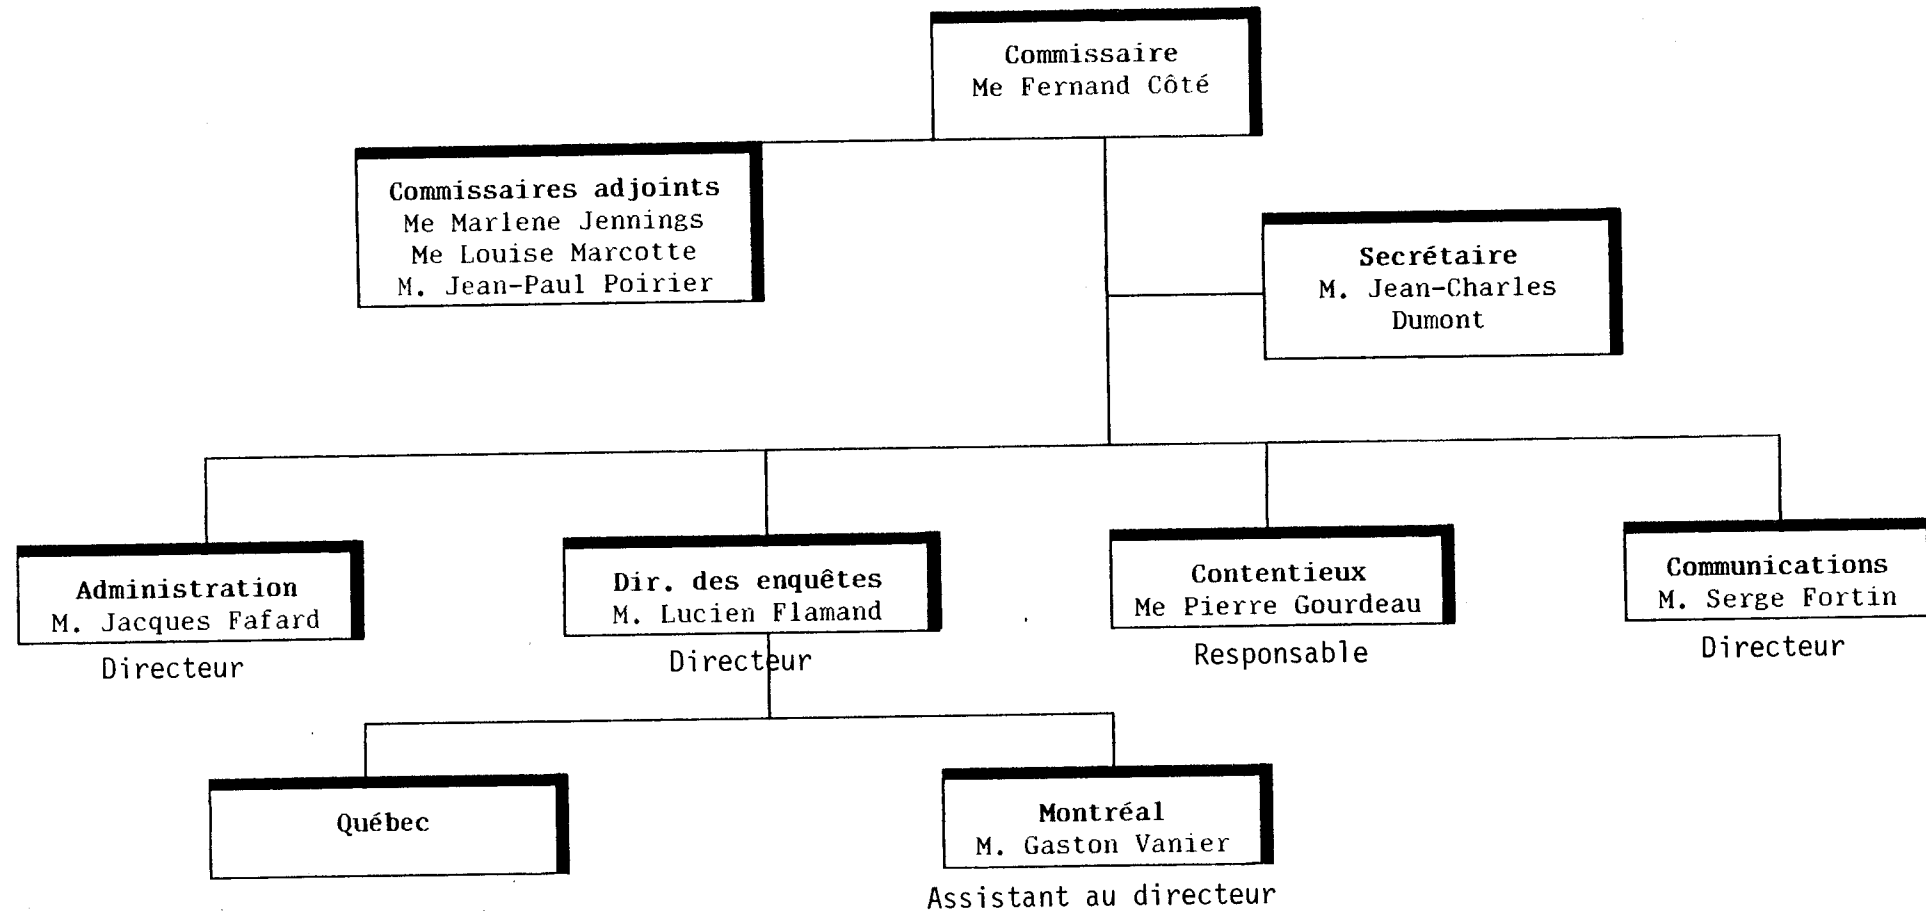 Commissaire
Me Fernand Côté
Commissaires adjoints
Me Marlene Jennings
Me Louise Marcotte
M. Jean-Paul Poirier
Secrétaire
M. Jean-Charles
Dumont
Administration
M. Jacques Fafard
Directeur
Dir. des enquêtes
M. Lucien Flamand
Directeur
Contentieux
Me Pierre Gourdeau
Responsable
Communications
M. Serge Fortin
Directeur
Québec
Montréal
M. Gaston Vanier
Assistant au directeur